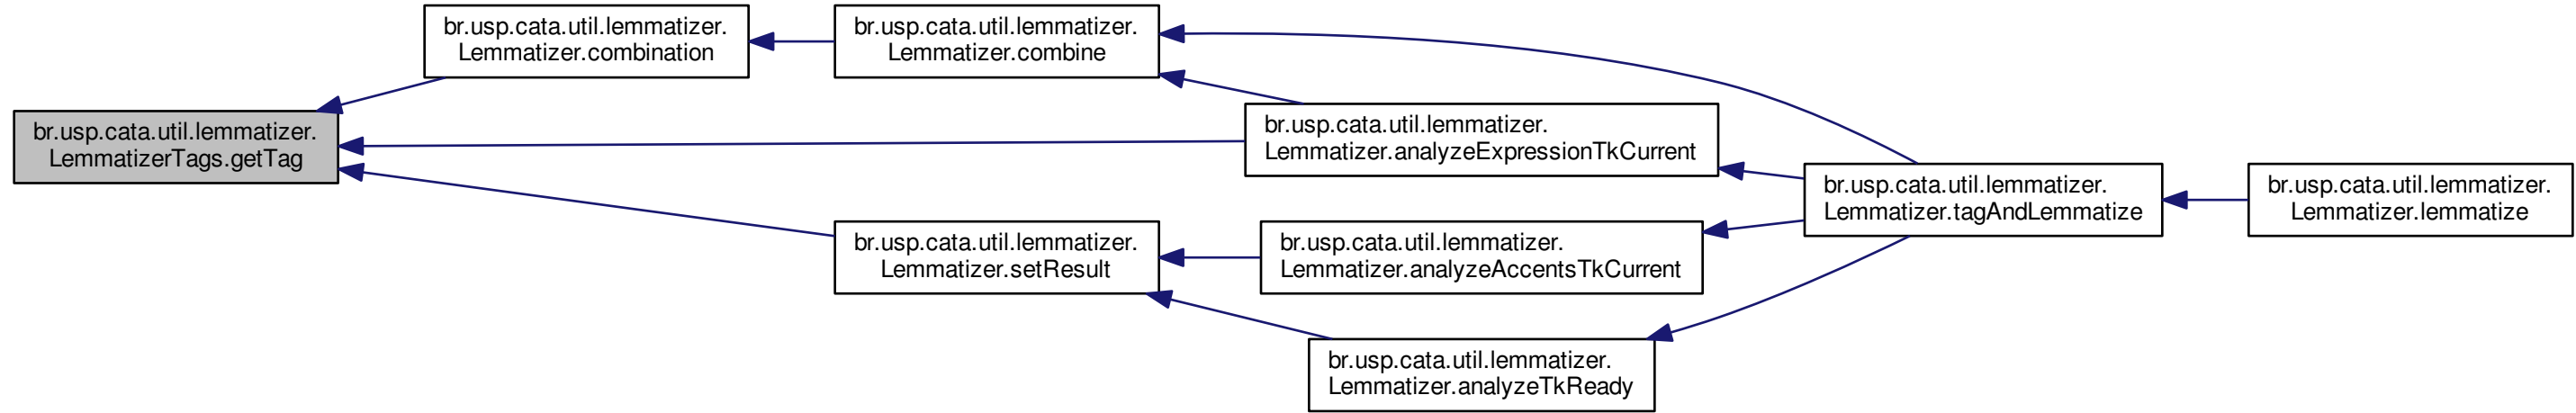 br.usp.cata.util.lemmatizer.
Lemmatizer.combination
br.usp.cata.util.lemmatizer.
Lemmatizer.combine
br.usp.cata.util.lemmatizer.
LemmatizerTags.getTag
br.usp.cata.util.lemmatizer.
Lemmatizer.analyzeExpressionTkCurrent
br.usp.cata.util.lemmatizer.
Lemmatizer.tagAndLemmatize
br.usp.cata.util.lemmatizer.
Lemmatizer.lemmatize
br.usp.cata.util.lemmatizer.
Lemmatizer.setResult
br.usp.cata.util.lemmatizer.
Lemmatizer.analyzeAccentsTkCurrent
br.usp.cata.util.lemmatizer.
Lemmatizer.analyzeTkReady